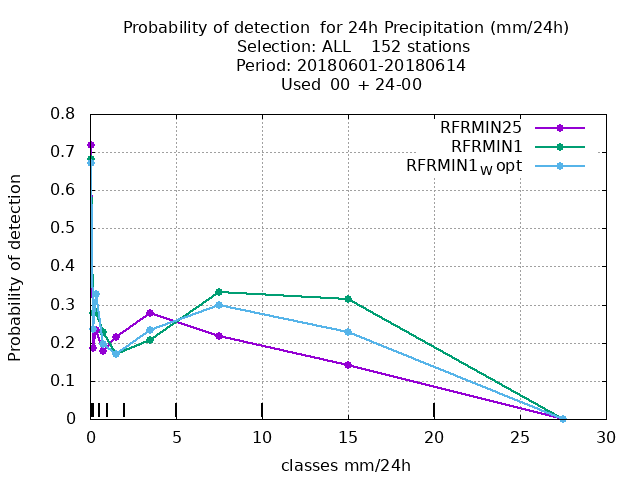 Probability of detection  for 24h Precipitation (mm/24h)
Selection: ALL    152 stations
Period: 20180601-20180614
Used  00 + 24-00
RFRMIN25
RFRMIN1
RFRMIN1W opt
Probability of detection
0.8
0.7
0.6
0.5
0.4
0.3
0.2
0.1
0
0 5 10 15 20 25 30
classes mm/24h